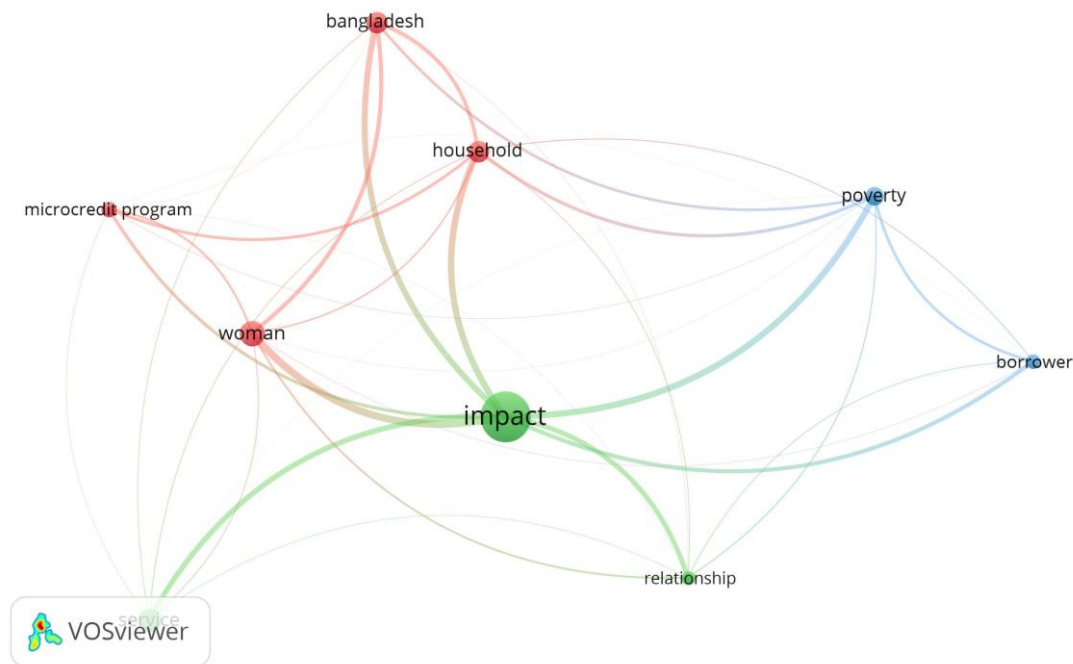 bangladesh
household
microcredit program
poverty
woman
borrower
impact
relationship
service
VOSviewer